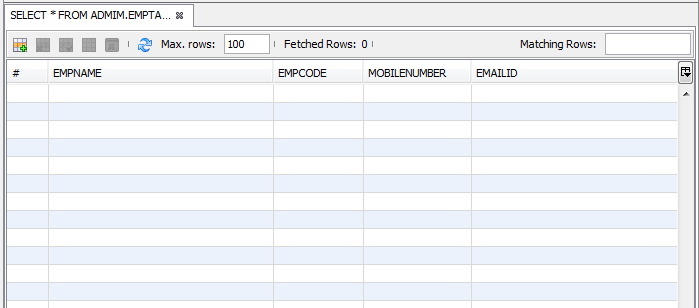 SELECT * FROM ADMIM.EMPTA...
Max. rows: 100 Fetched Rows: 0 Matching Rows:
# EMPNAME EMPCODE MOBILENUMBER EMAILID